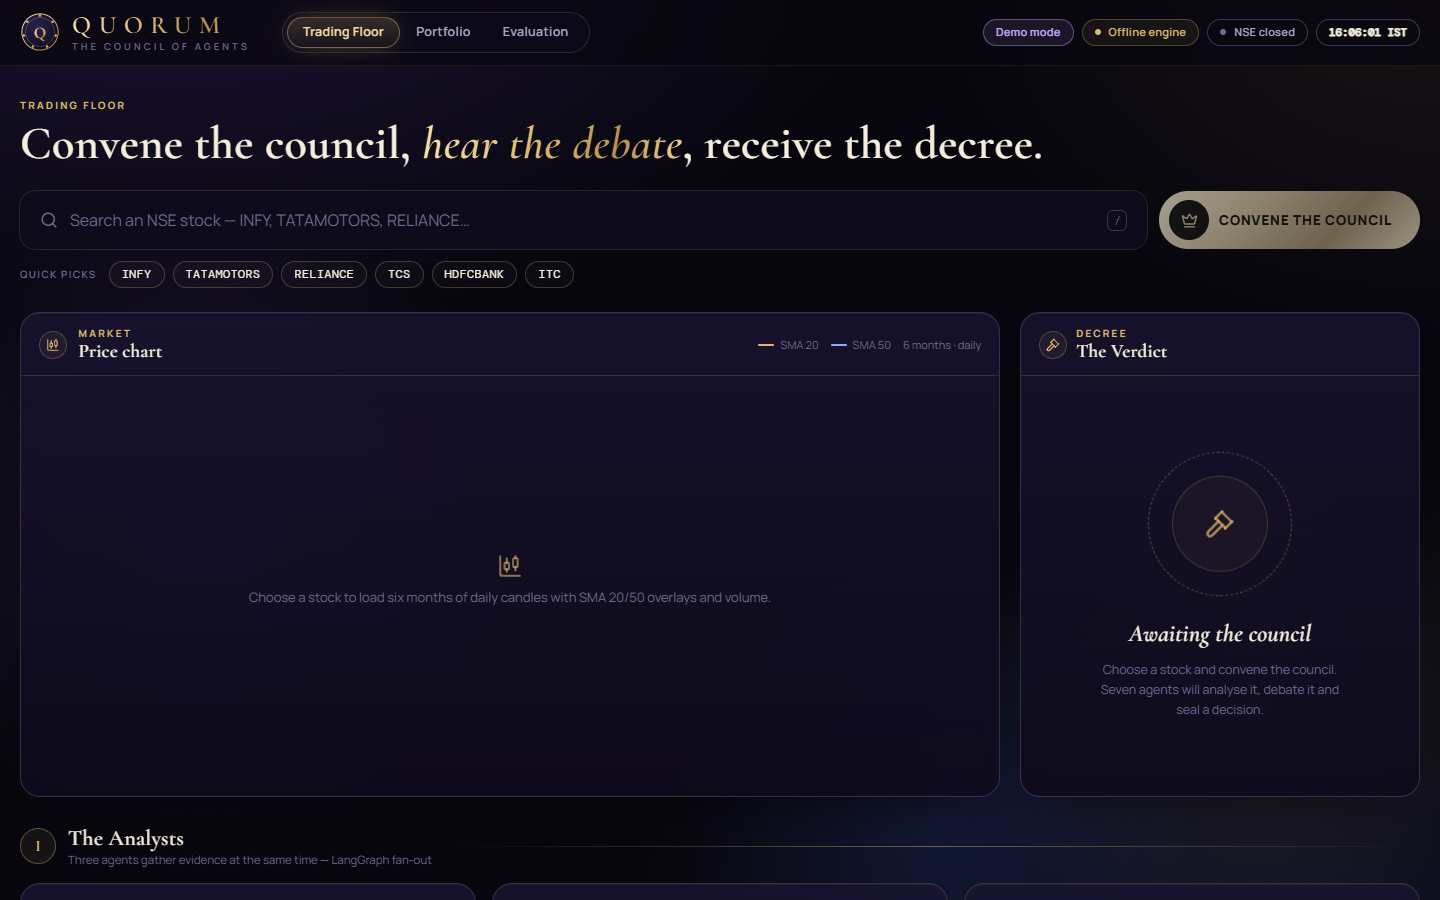 Q
QUORUM
THE COUNCIL OF AGENTS
Trading Floor
Portfolio
Evaluation
Demo mode
Offline engine
NSE closed
16:06:01 IST
TRADING FLOOR
Convene the council, hear the debate, receive the decree.
Search an NSE stock — INFY, TATAMOTORS, RELIANCE...
/
CONVENE THE COUNCIL
QUICK PICKS
INFY
TATAMOTORS
RELIANCE
TCS
HDFCBANK
ITC
MARKET
Price chart
SMA 20
SMA 50
6 months · daily
Choose a stock to load six months of daily candles with SMA 20/50 overlays and volume.
DECREE
The Verdict
Awaiting the council
Choose a stock and convene the council.
Seven agents will analyse it, debate it and
seal a decision.
I
The Analysts
Three agents gather evidence at the same time — LangGraph fan-out